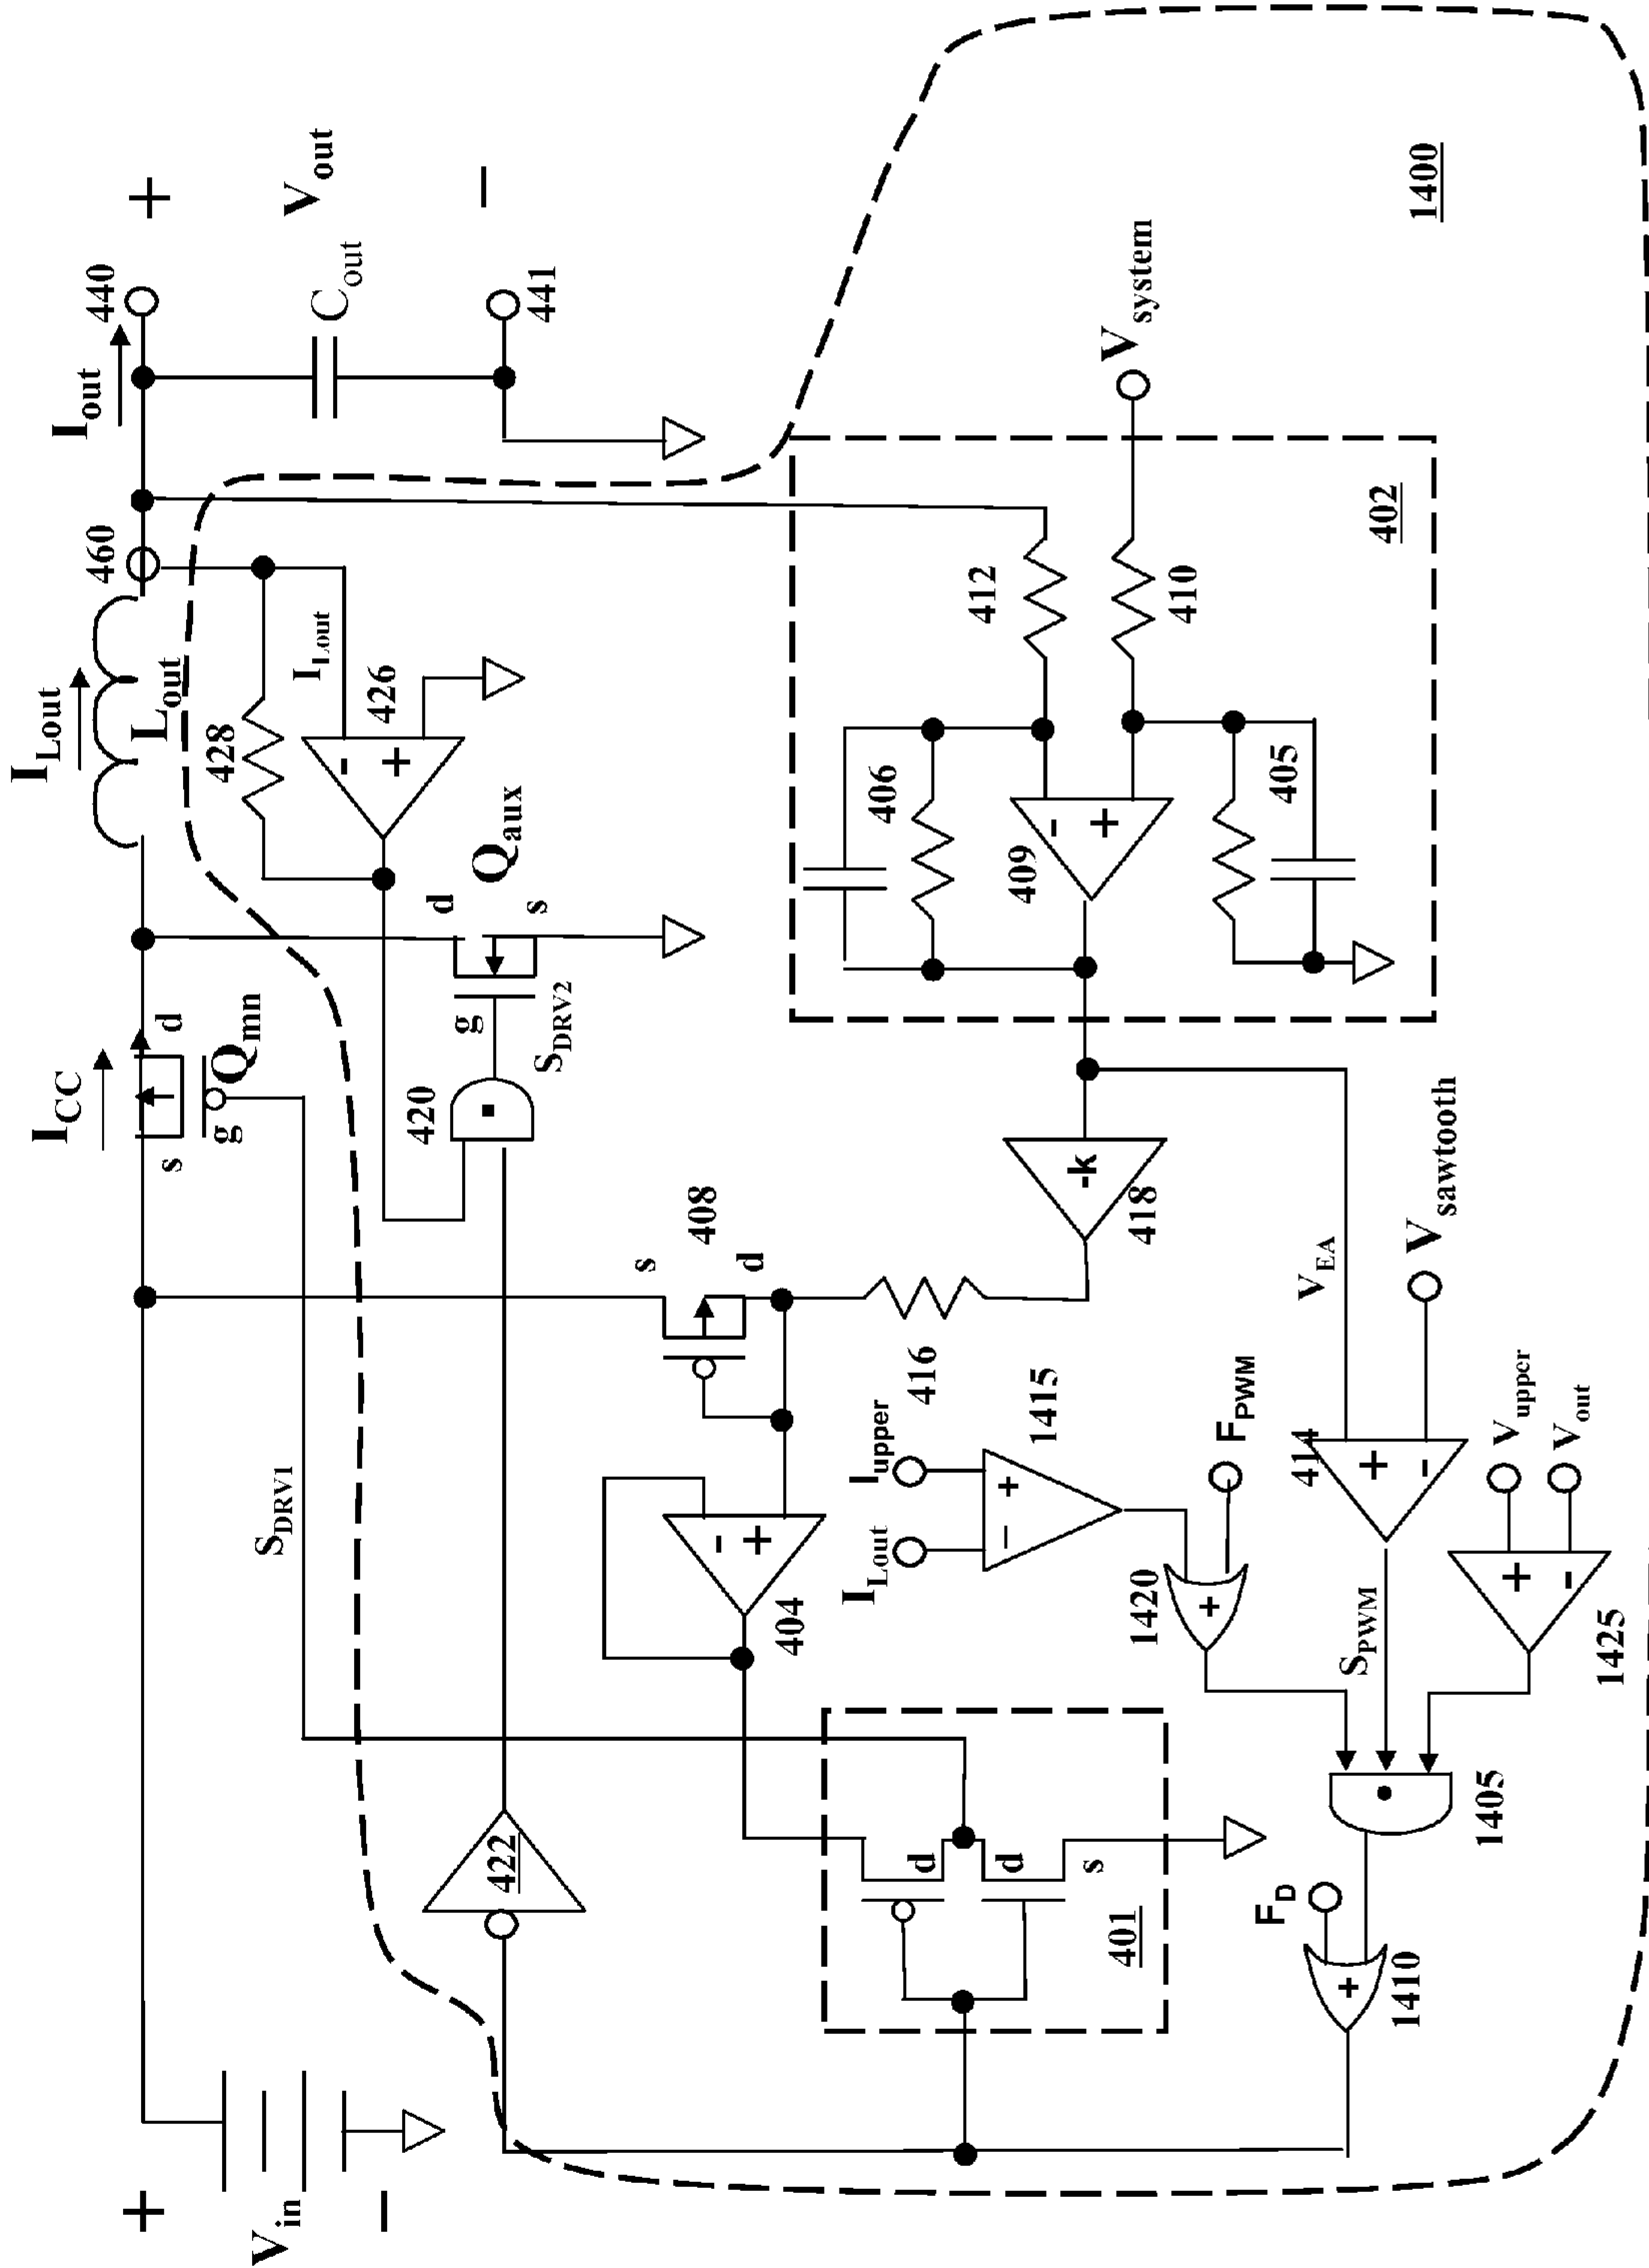 +
V_in
−
I_CC
s
d
g
Q_mn
I_Lout
L_out
460
I_out
440
+
C_out
V_out
−
441
S_DRV1
422
420
g
S_DRV2
d
Q_aux
s
428
I_Lout
-
+
426
s
408
d
404
-
+
416
-k
418
401
d
d
s
I_Lout
I_upper
−
+
1415
1420
+
F_PWM
402
406
409
-
+
412
410
405
V_system
V_EA
414
+
-
V_sawtooth
S_PWM
F_D
1410
+
1405
1425
+
-
V_upper
V_out
1400